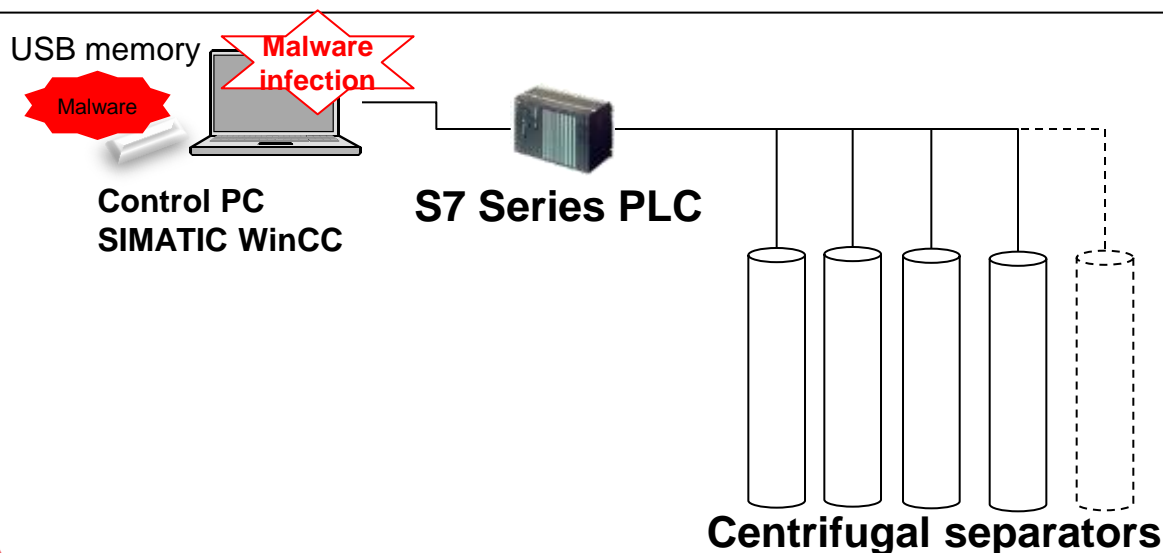 USB memory
Malware
infection
Malware
Control PC
SIMATIC WinCC
S7 Series PLC
Centrifugal separators